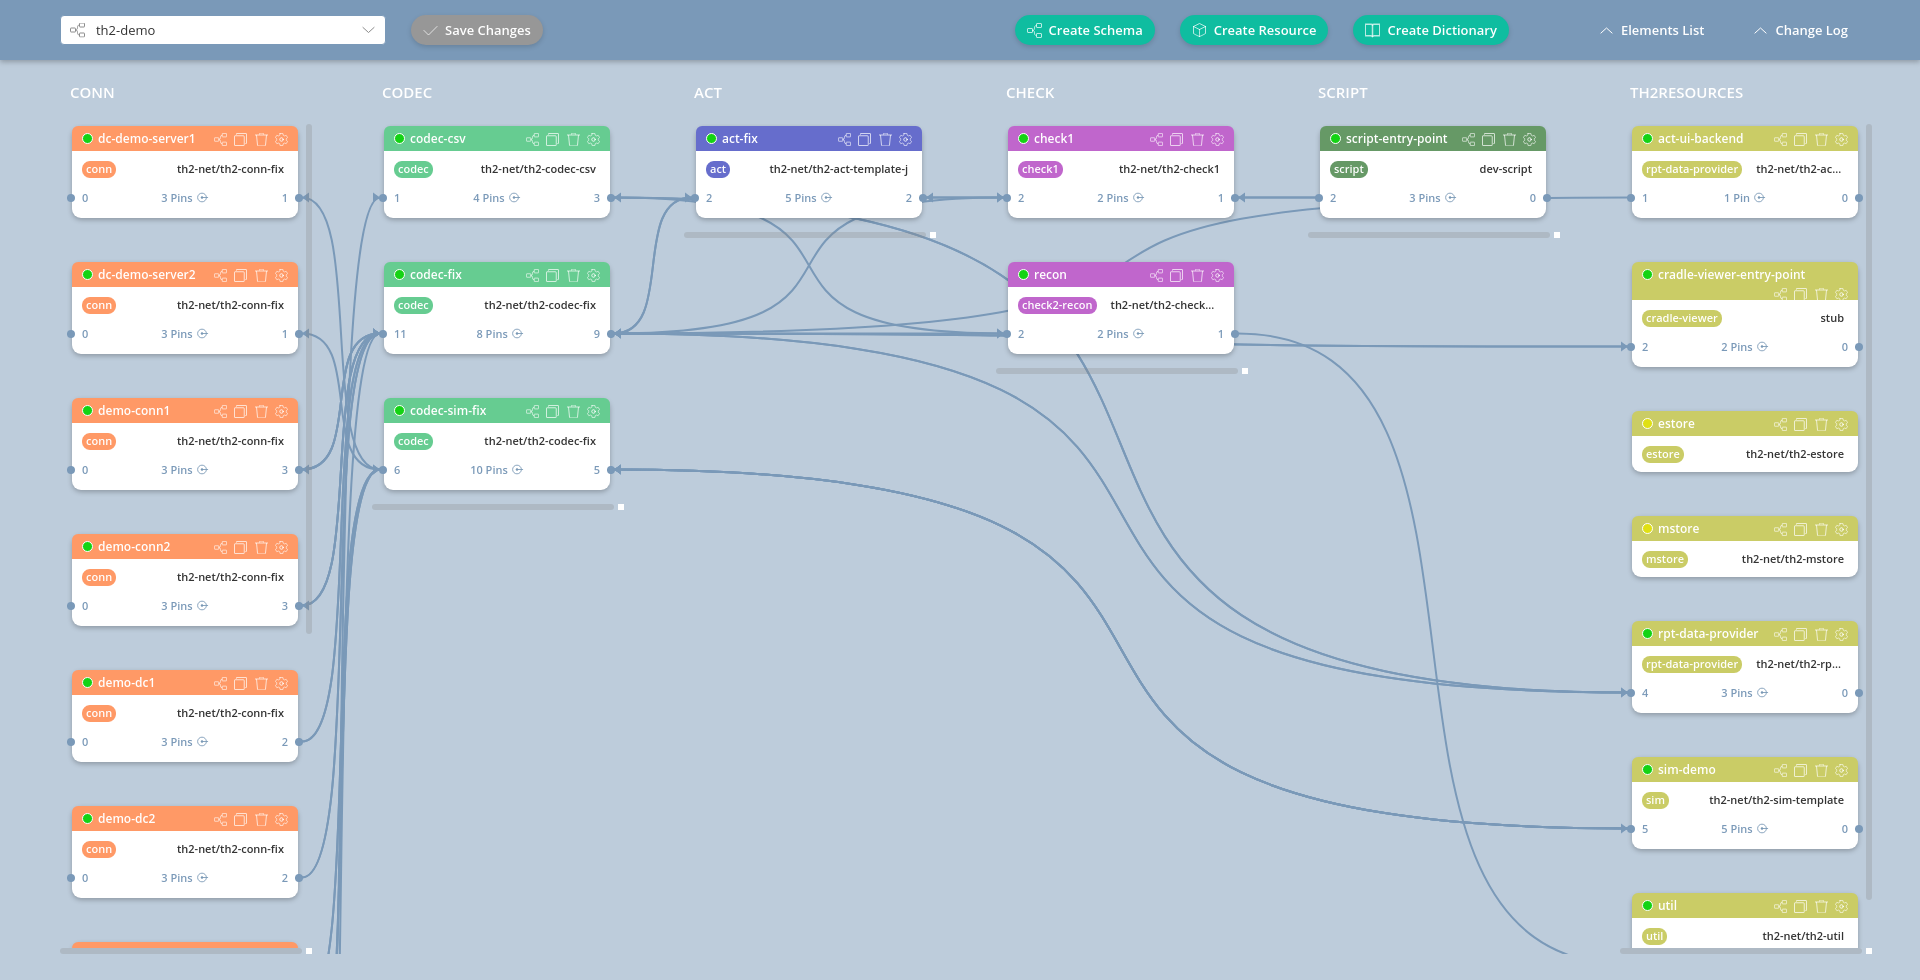 th2-demo
Save Changes
Create Schema
Create Resource
Create Dictionary
Elements List
Change Log
CONN
dc-demo-server1
conn th2-net/th2-conn-fix
0 3 Pins 1
dc-demo-server2
conn th2-net/th2-conn-fix
0 3 Pins 1
demo-conn1
conn th2-net/th2-conn-fix
0 3 Pins 3
demo-conn2
conn th2-net/th2-conn-fix
0 3 Pins 3
demo-dc1
conn th2-net/th2-conn-fix
0 3 Pins 2
demo-dc2
conn th2-net/th2-conn-fix
0 3 Pins 2
CODEC
codec-csv
codec th2-net/th2-codec-csv
1 4 Pins 3
codec-fix
codec th2-net/th2-codec-fix
11 8 Pins 9
codec-sim-fix
codec th2-net/th2-codec-fix
6 10 Pins 5
ACT
act-fix
act th2-net/th2-act-template-j
2 5 Pins 2
CHECK
check1
check1 th2-net/th2-check1
2 2 Pins 1
recon
check2-recon th2-net/th2-check...
2 2 Pins 1
SCRIPT
script-entry-point
script dev-script
2 3 Pins 0
TH2RESOURCES
act-ui-backend
rpt-data-provider th2-net/th2-ac...
1 1 Pin 0
cradle-viewer-entry-point
cradle-viewer stub
2 2 Pins 0
estore
estore th2-net/th2-estore
mstore
mstore th2-net/th2-mstore
rpt-data-provider
rpt-data-provider th2-net/th2-rp...
4 3 Pins 0
sim-demo
sim th2-net/th2-sim-template
5 5 Pins 0
util
util th2-net/th2-util